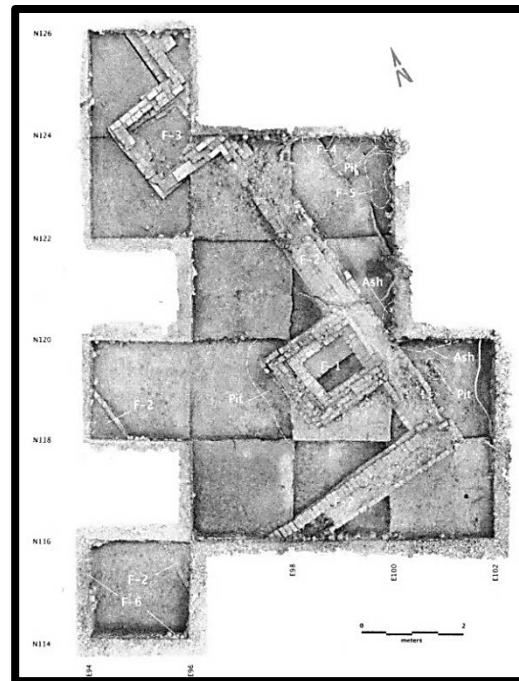 N126
N
N124
F-3
Pit
F-5
N122
F-2
Ash
N120
Ash
Pit
Pit
F-2
N118
N116
F-2
F-6
N114
E94
E96
E98
E100
E102
0 2
meters